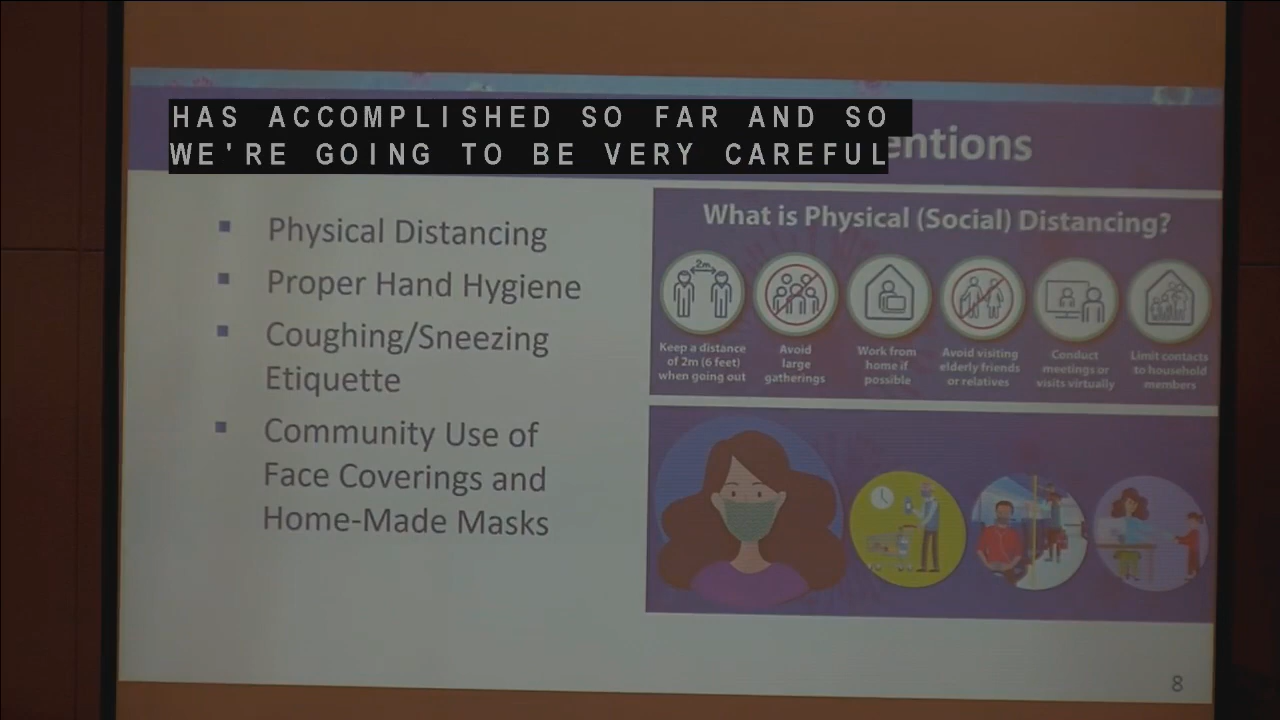 HAS ACCOMPLISHED SO FAR AND SO
WE'RE GOING TO BE VERY CAREFUL
entions
Physical Distancing
Proper Hand Hygiene
Coughing/Sneezing
Etiquette
Community Use of
Face Coverings and
Home-Made Masks
What is Physical (Social) Distancing?
2m
Keep a distance
of 2m (6 feet)
when going out
Avoid
large
gatherings
Work from
home if
possible
Avoid visiting
elderly friends
or relatives
Conduct
meetings or
visits virtually
Limit contacts
to household
members
8